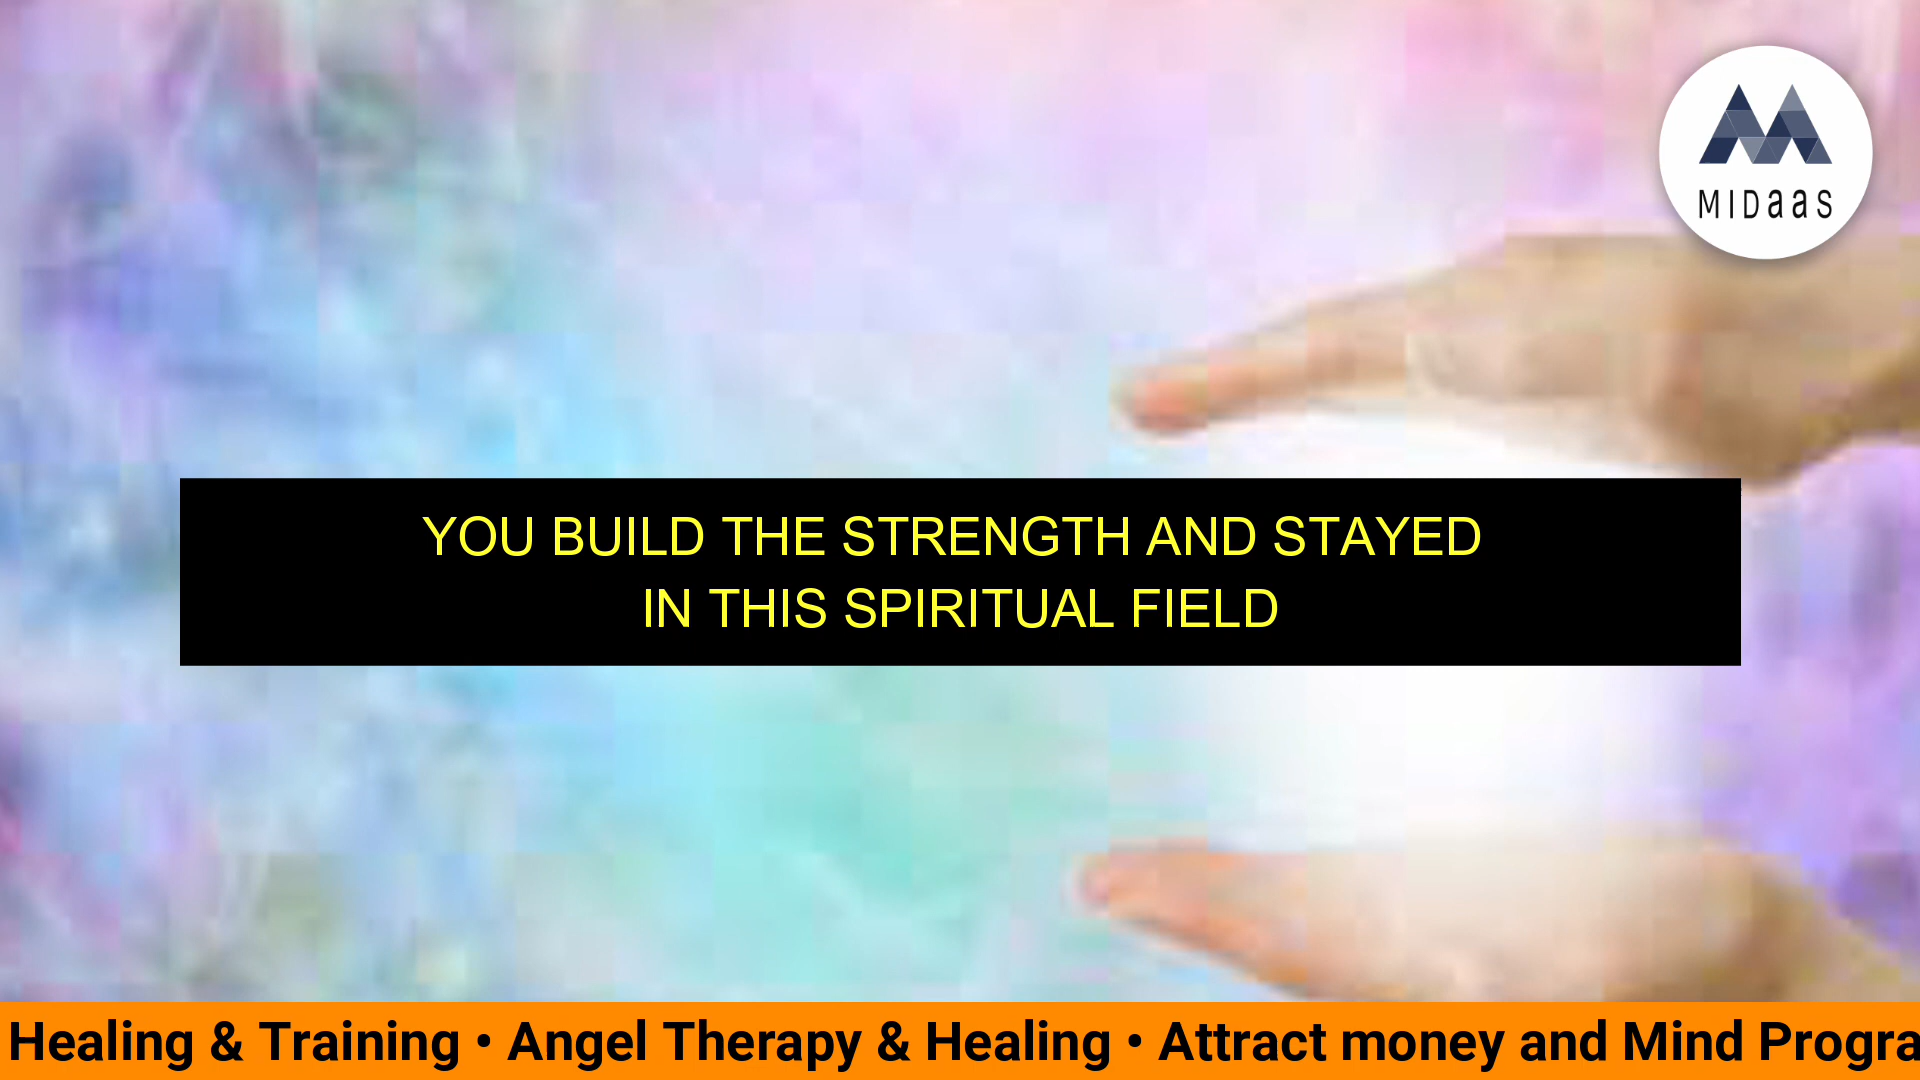 MIDaas
YOU BUILD THE STRENGTH AND STAYED
IN THIS SPIRITUAL FIELD
Healing & Training • Angel Therapy & Healing • Attract money and Mind Progra